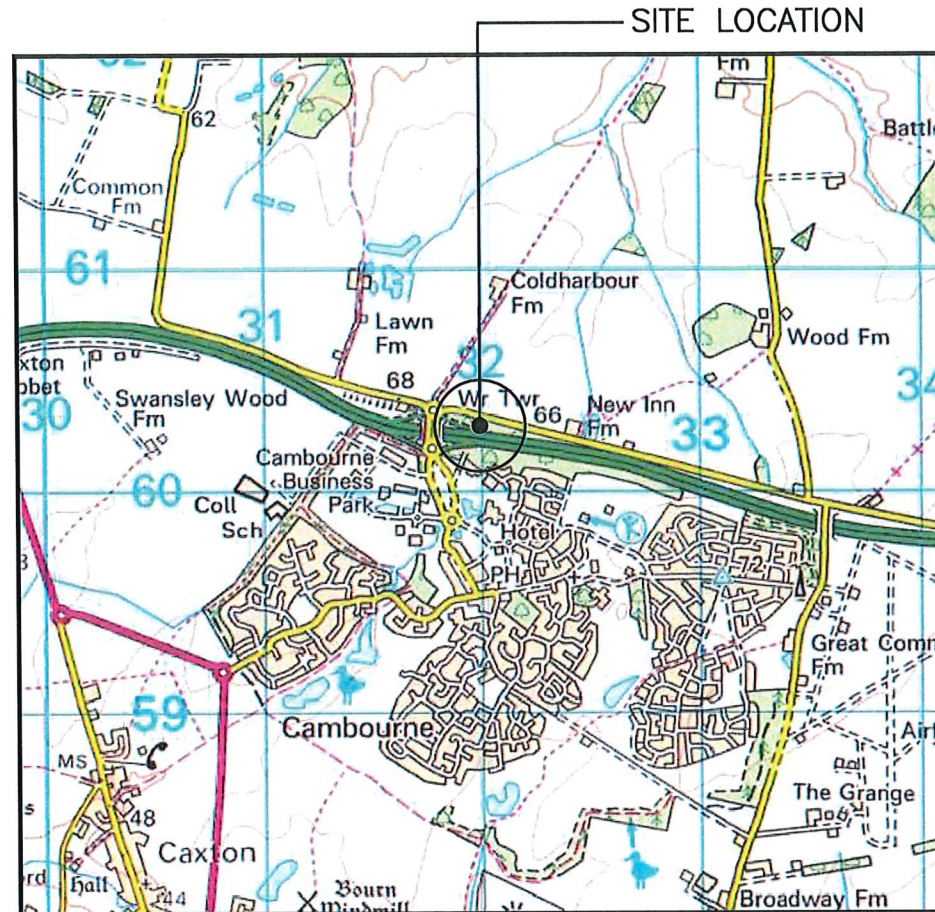 SITE LOCATION
Fm
62
Battle
Common
Fm
61
Coldharbour
Fm
31
Lawn
Fm
Wood Fm
32
34
xton
bbet
68
Wr Twr
30
Swansley Wood
Fm
66
New Inn
Fm
33
Cambourne
Business
Park
60
Coll
Sch
Hotel
72
PH
Great Comm
Fm
59
Cambourne
Airf
MS
The Grange
48
Caxton
Hall
44
Bourn
Windmill
Broadway Fm